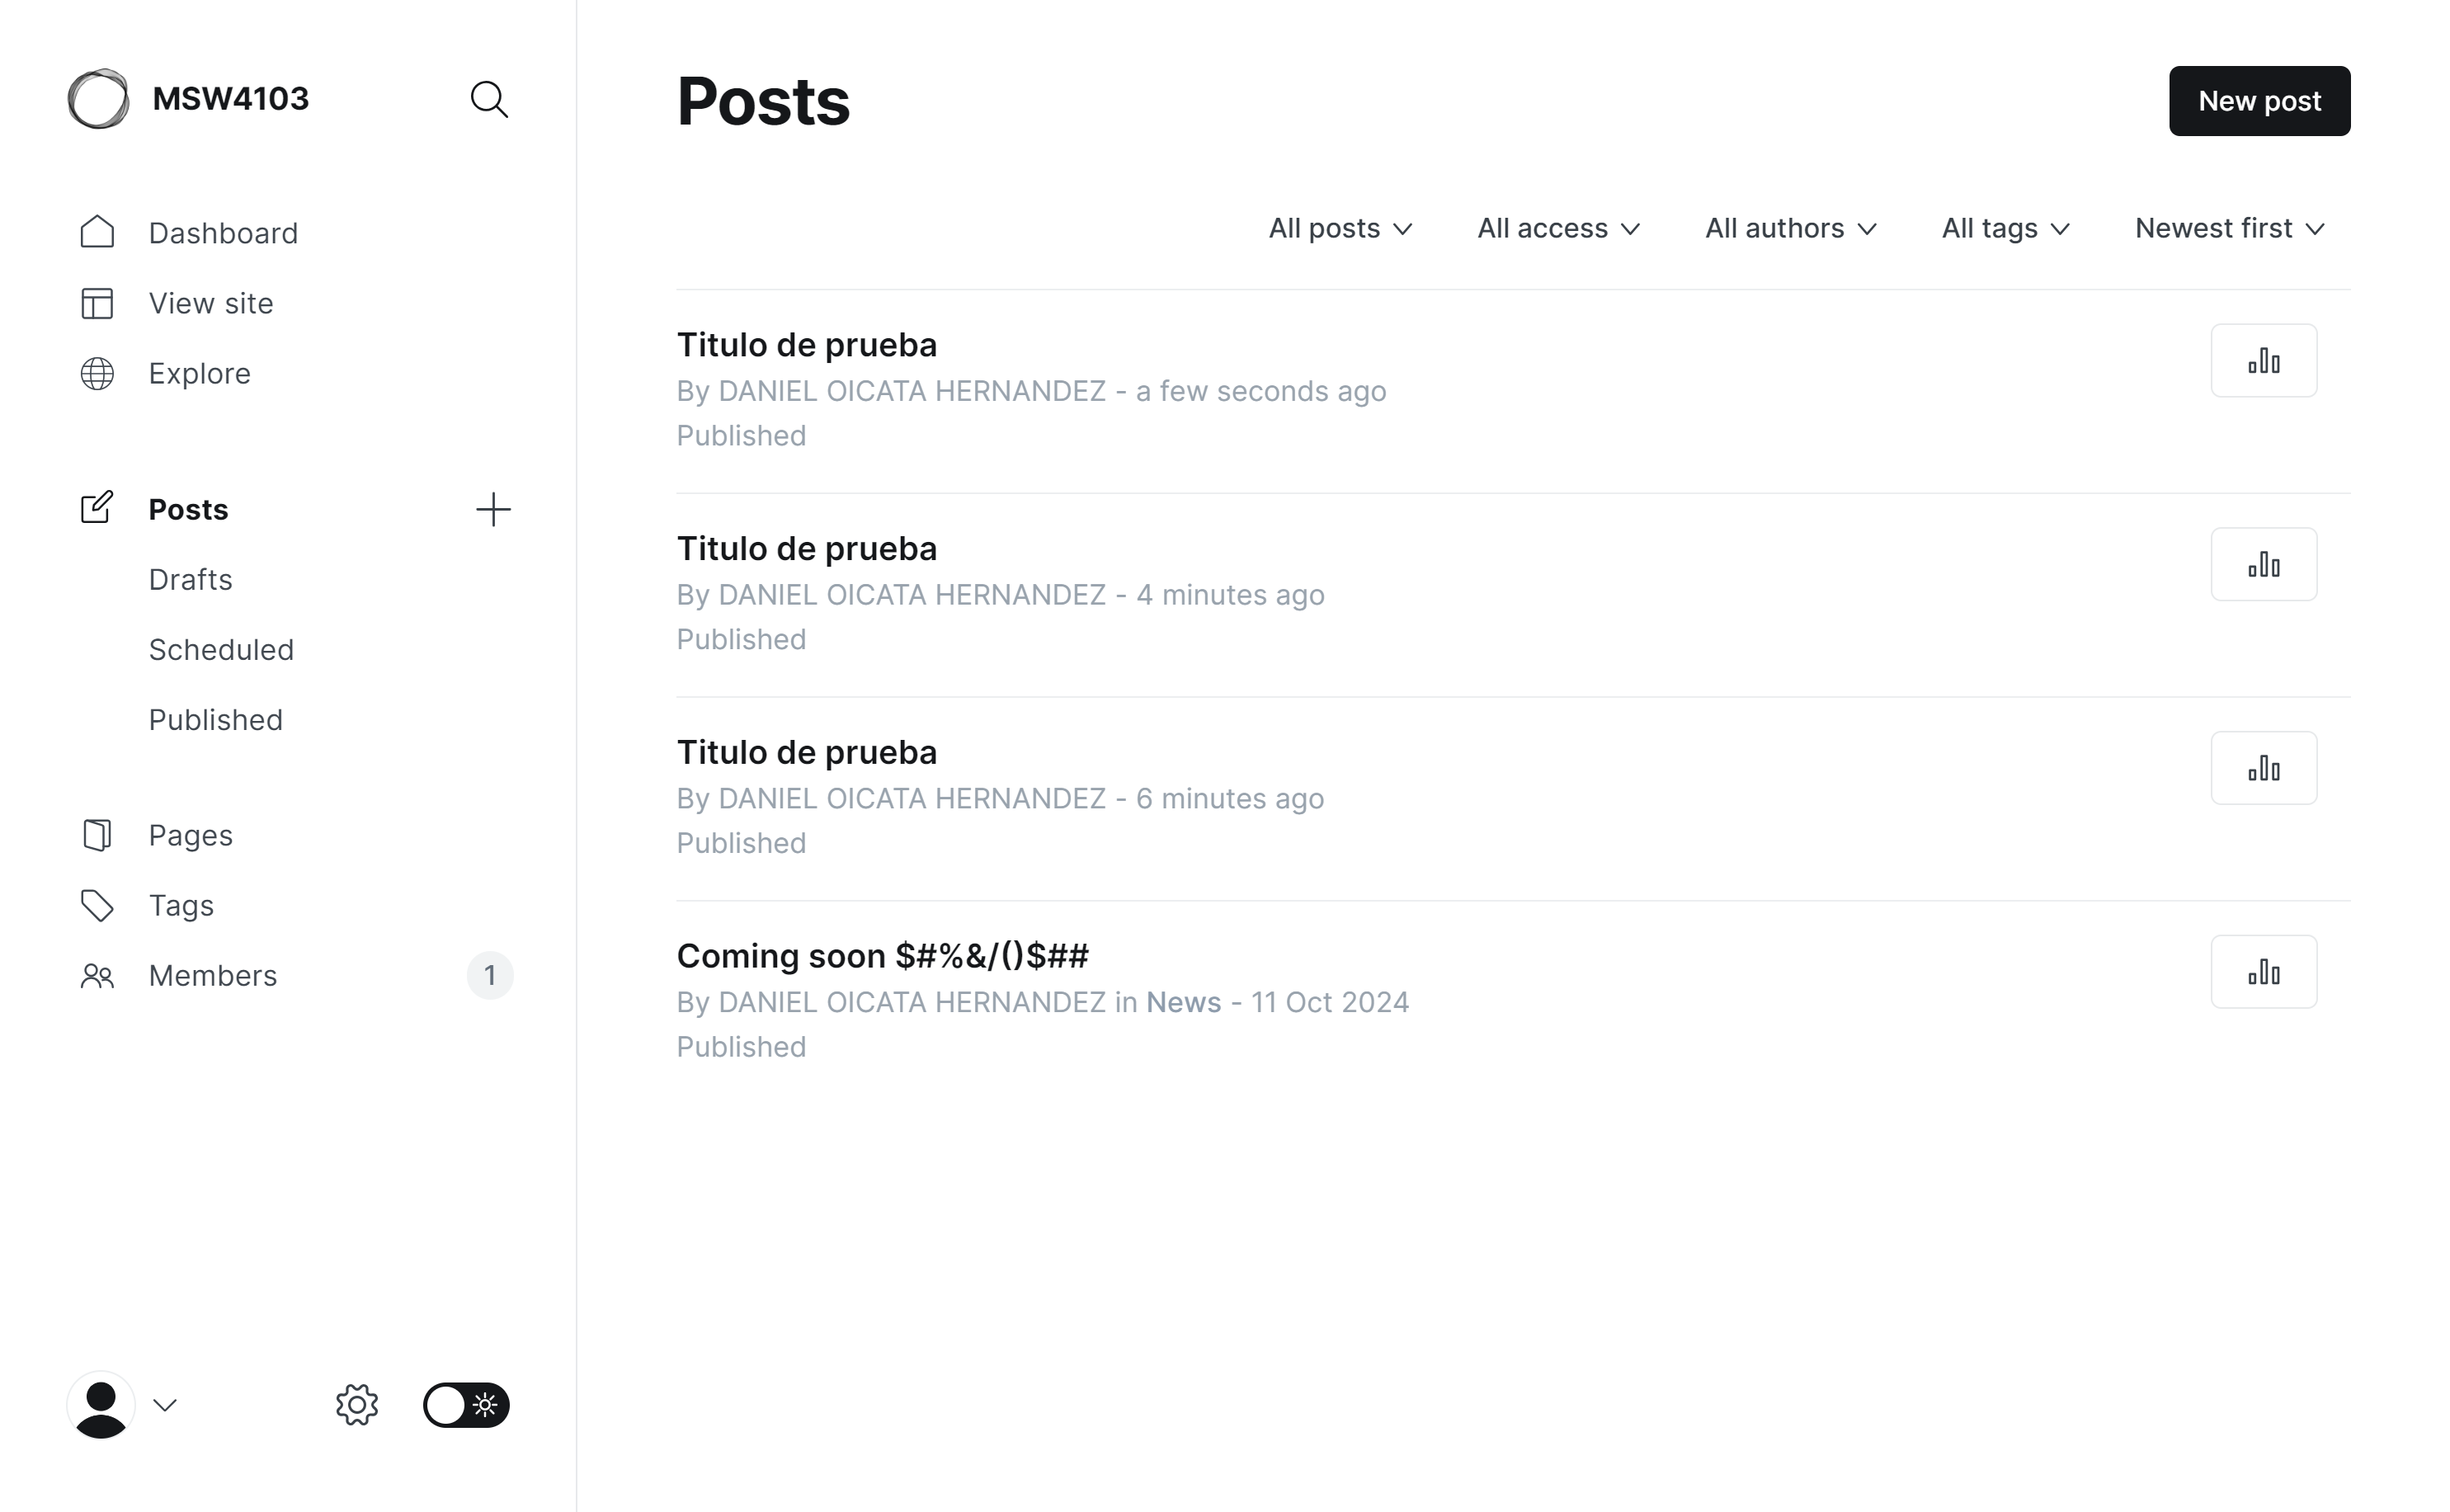 MSW4103
Dashboard
View site
Explore
Posts
Drafts
Scheduled
Published
Pages
Tags
Members 1
Posts
New post
All posts All access All authors All tags Newest first
Titulo de prueba
By DANIEL OICATA HERNANDEZ - a few seconds ago
Published
Titulo de prueba
By DANIEL OICATA HERNANDEZ - 4 minutes ago
Published
Titulo de prueba
By DANIEL OICATA HERNANDEZ - 6 minutes ago
Published
Coming soon $#%&/()$##
By DANIEL OICATA HERNANDEZ in News - 11 Oct 2024
Published